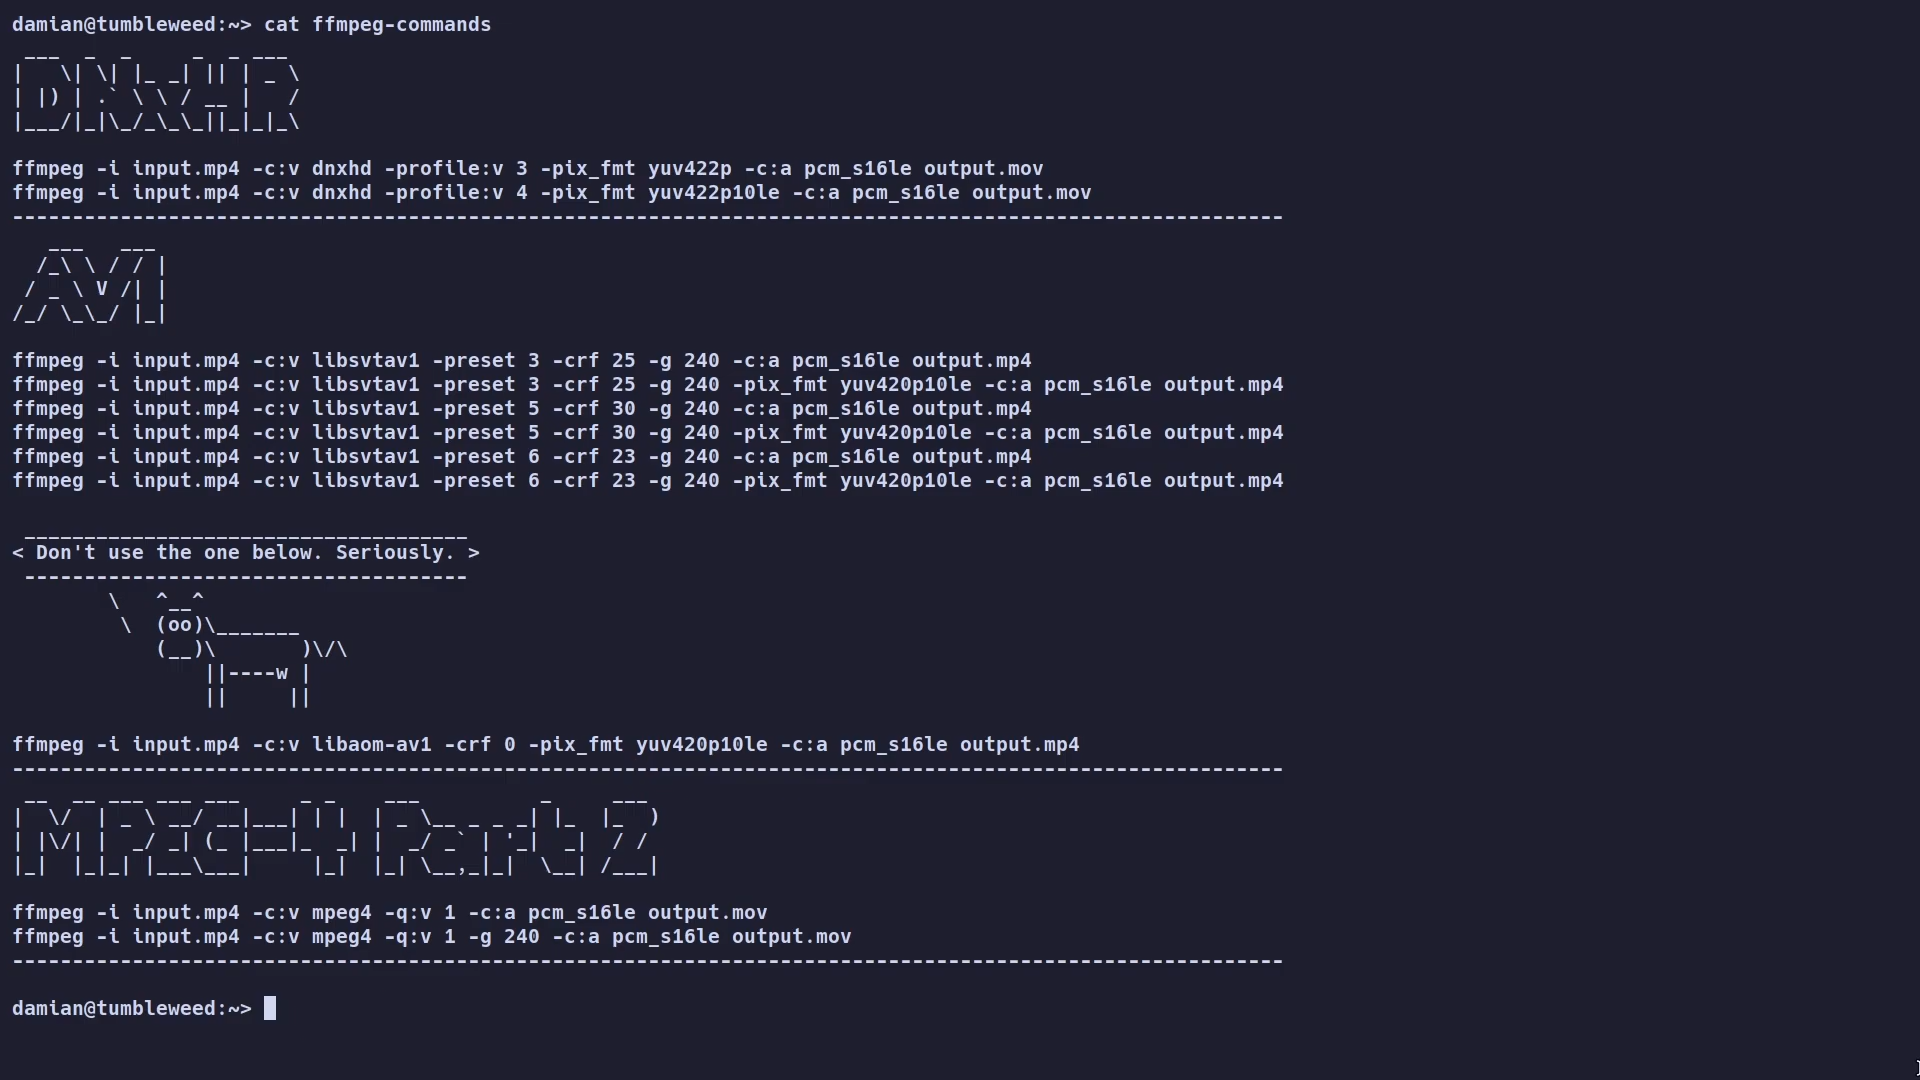 damian@tumbleweed:~> cat ffmpeg-commands
DNxHR
ffmpeg -i input.mp4 -c:v dnxhd -profile:v 3 -pix_fmt yuv422p -c:a pcm_s16le output.mov
ffmpeg -i input.mp4 -c:v dnxhd -profile:v 4 -pix_fmt yuv422p10le -c:a pcm_s16le output.mov
----------------------------------------------------------------------------------------------------------
AV1
ffmpeg -i input.mp4 -c:v libsvtav1 -preset 3 -crf 25 -g 240 -c:a pcm_s16le output.mp4
ffmpeg -i input.mp4 -c:v libsvtav1 -preset 3 -crf 25 -g 240 -pix_fmt yuv420p10le -c:a pcm_s16le output.mp4
ffmpeg -i input.mp4 -c:v libsvtav1 -preset 5 -crf 30 -g 240 -c:a pcm_s16le output.mp4
ffmpeg -i input.mp4 -c:v libsvtav1 -preset 5 -crf 30 -g 240 -pix_fmt yuv420p10le -c:a pcm_s16le output.mp4
ffmpeg -i input.mp4 -c:v libsvtav1 -preset 6 -crf 23 -g 240 -c:a pcm_s16le output.mp4
ffmpeg -i input.mp4 -c:v libsvtav1 -preset 6 -crf 23 -g 240 -pix_fmt yuv420p10le -c:a pcm_s16le output.mp4
< Don't use the one below. Seriously. >
ffmpeg -i input.mp4 -c:v libaom-av1 -crf 0 -pix_fmt yuv420p10le -c:a pcm_s16le output.mp4
----------------------------------------------------------------------------------------------------------
MPEG-4 Part 2
ffmpeg -i input.mp4 -c:v mpeg4 -q:v 1 -c:a pcm_s16le output.mov
ffmpeg -i input.mp4 -c:v mpeg4 -q:v 1 -g 240 -c:a pcm_s16le output.mov
----------------------------------------------------------------------------------------------------------
damian@tumbleweed:~>